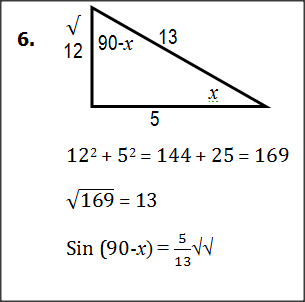 6.
√
12 90-x 13
x
5
12² + 5² = 144 + 25 = 169
√169 = 13
Sin (90-x) = 5/13 √√